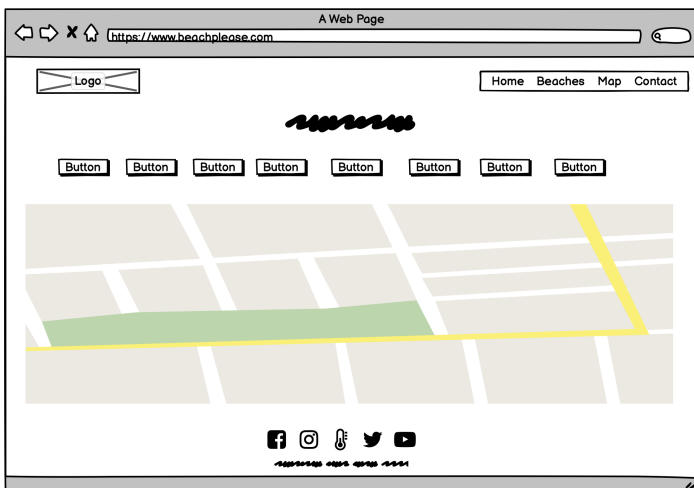 A Web Page
https://www.beachplease.com
Logo
Home Beaches Map Contact
Button Button Button Button Button Button Button Button